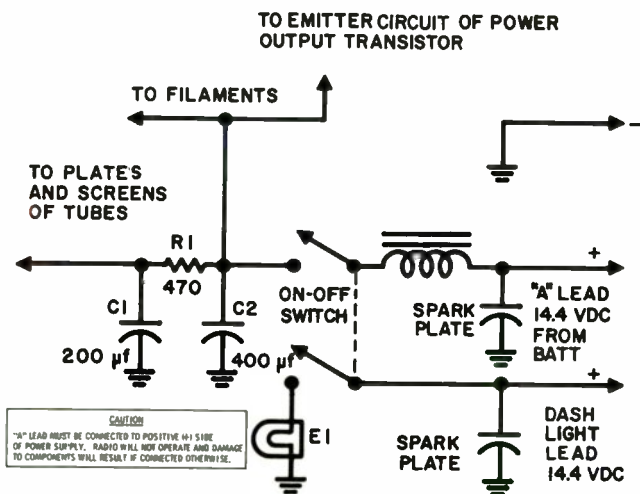 TO EMITTER CIRCUIT OF POWER
OUTPUT TRANSISTOR
TO FILAMENTS
TO PLATES
AND SCREENS
OF TUBES
R1
470
C1
200 µf
C2
400 µf
ON-OFF
SWITCH
SPARK
PLATE
"A" LEAD
14.4 VDC
FROM
BATT
+
-
+
E1
SPARK
PLATE
DASH
LIGHT
LEAD
14.4 VDC
CAUTION
"A" LEAD MUST BE CONNECTED TO POSITIVE (+) SIDE
OF POWER SUPPLY. RADIO WILL NOT OPERATE AND DAMAGE
TO COMPONENTS WILL RESULT IF CONNECTED OTHERWISE.